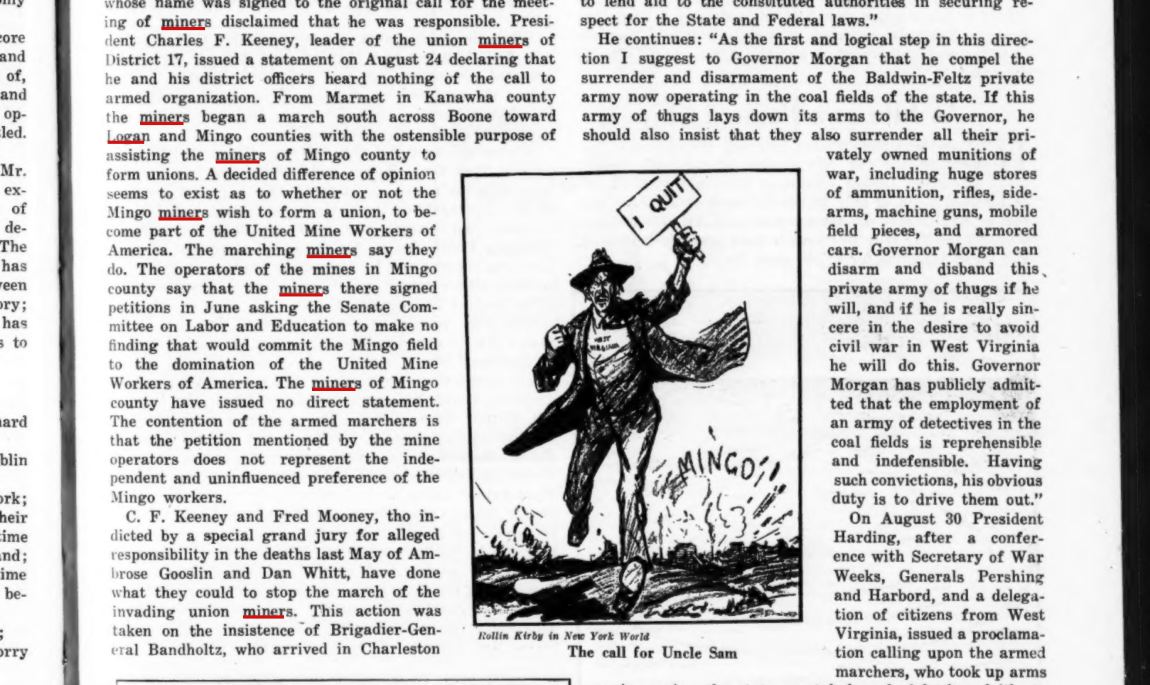 whose name was signed to the original call for the meet-
ing of miners disclaimed that he was responsible. Presi-
dent Charles F. Keeney, leader of the union miners of
District 17, issued a statement on August 24 declaring that
he and his district officers heard nothing of the call to
armed organization. From Marmet in Kanawha county
the miners began a march south across Boone toward
Logan and Mingo counties with the ostensible purpose of
assisting the miners of Mingo county to
form unions. A decided difference of opinion
seems to exist as to whether or not the
Mingo miners wish to form a union, to be-
come part of the United Mine Workers of
America. The marching miners say they
do. The operators of the mines in Mingo
county say that the miners there signed
petitions in June asking the Senate Com-
mittee on Labor and Education to make no
finding that would commit the Mingo field
to the domination of the United Mine
Workers of America. The miners of Mingo
county have issued no direct statement.
The contention of the armed marchers is
that the petition mentioned by the mine
operators does not represent the inde-
pendent and uninfluenced preference of the
Mingo workers.
C. F. Keeney and Fred Mooney, tho in-
dicted by a special grand jury for alleged
responsibility in the deaths last May of Am-
brose Gooslin and Dan Whitt, have done
what they could to stop the march of the
invading union miners. This action was
taken on the insistence of Brigadier-Gen-
eral Bandholtz, who arrived in Charleston
to lend aid to the constituted authorities in securing re-
spect for the State and Federal laws."
He continues: "As the first and logical step in this direc-
tion I suggest to Governor Morgan that he compel the
surrender and disarmament of the Baldwin-Feltz private
army now operating in the coal fields of the state. If this
army of thugs lays down its arms to the Governor, he
should also insist that they also surrender all their pri-
vately owned munitions of
war, including huge stores
of ammunition, rifles, side-
arms, machine guns, mobile
field pieces, and armored
cars. Governor Morgan can
disarm and disband this
private army of thugs if he
will, and if he is really sin-
cere in the desire to avoid
civil war in West Virginia
he will do this. Governor
Morgan has publicly admit-
ted that the employment of
an army of detectives in the
coal fields is reprehensible
and indefensible. Having
such convictions, his obvious
duty is to drive them out."
On August 30 President
Harding, after a confer-
ence with Secretary of War
Weeks, Generals Pershing
and Harbord, and a delega-
tion of citizens from West
Virginia, issued a proclama-
tion calling upon the armed
marchers, who took up arms
I QUIT
WEST
VIRGINIA
MINGO!!
Rollin Kirby in New York World
The call for Uncle Sam